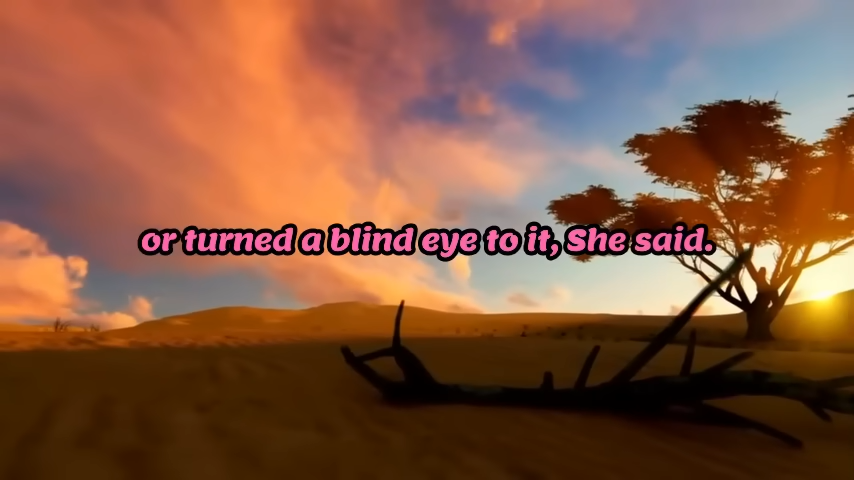 or turned a blind eye to it, She said.